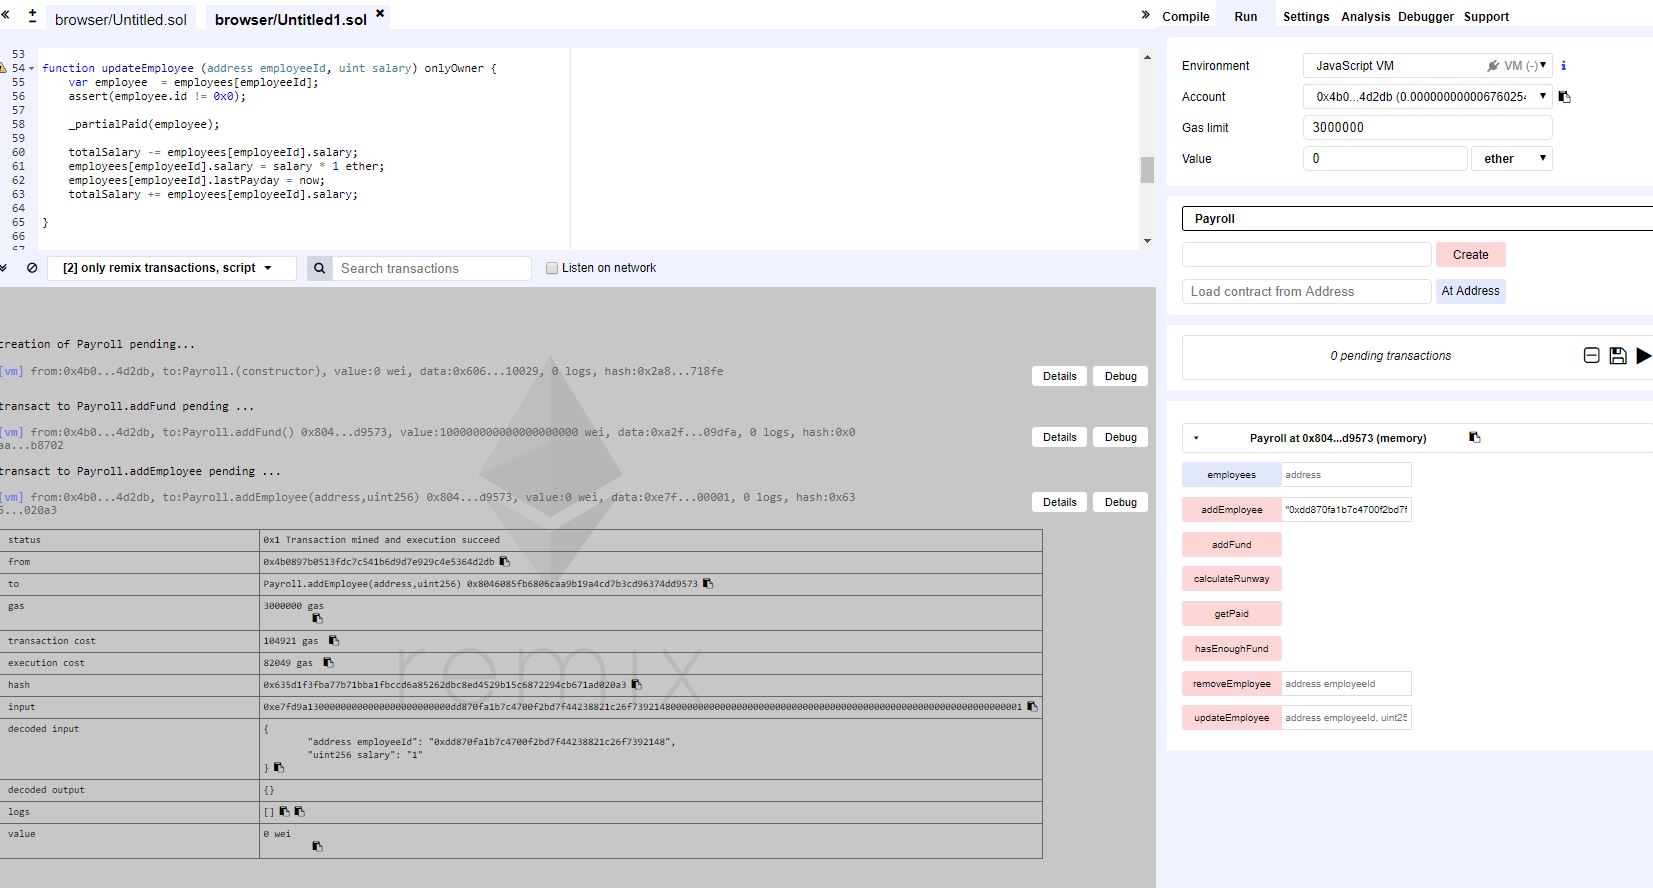 browser/Untitled.sol browser/Untitled1.sol
Compile Run Settings Analysis Debugger Support
53
54 function updateEmployee (address employeeId, uint salary) onlyOwner {
55 var employee = employees[employeeId];
56 assert(employee.id != 0x0);
57
58 _partialPaid(employee);
59
60 totalSalary -= employees[employeeId].salary;
61 employees[employeeId].salary = salary * 1 ether;
62 employees[employeeId].lastPayday = now;
63 totalSalary += employees[employeeId].salary;
64
65 }
66
67
[2] only remix transactions, script Search transactions Listen on network
creation of Payroll pending...
[vm] from:0x4b0...4d2db, to:Payroll.(constructor), value:0 wei, data:0x606...10029, 0 logs, hash:0x2a8...718fe
Details Debug
transact to Payroll.addFund pending ...
[vm] from:0x4b0...4d2db, to:Payroll.addFund() 0x804...d9573, value:100000000000000000000 wei, data:0xa2f...09dfa, 0 logs, hash:0x0
aa...b8702
Details Debug
transact to Payroll.addEmployee pending ...
[vm] from:0x4b0...4d2db, to:Payroll.addEmployee(address,uint256) 0x804...d9573, value:0 wei, data:0xe7f...00001, 0 logs, hash:0x63
5...020a3
Details Debug
status 0x1 Transaction mined and execution succeed
from 0x4b0897b0513fdc7c541b6d9d7e929c4e5364d2db
to Payroll.addEmployee(address,uint256) 0x8046085fb6806caa9b19a4cd7b3cd96374dd9573
gas 3000000 gas
transaction cost 104921 gas
execution cost 82049 gas
hash 0x635d1f3fba77b71bba1fbccd6a85262dbc8ed4529b15c6872294cb671ad020a3
input 0xe7fd9a13000000000000000000000000dd870fa1b7c4700f2bd7f44238821c26f73921480000000000000000000000000000000000000000000000000000000000000001
decoded input {
"address employeeId": "0xdd870fa1b7c4700f2bd7f44238821c26f7392148",
"uint256 salary": "1"
}
decoded output {}
logs []
value 0 wei
remix
Environment JavaScript VM VM (-)
Account 0x4b0...4d2db (0.00000000000676025
Gas limit 3000000
Value 0 ether
Payroll
Create
Load contract from Address At Address
0 pending transactions
Payroll at 0x804...d9573 (memory)
employees address
addEmployee "0xdd870fa1b7c4700f2bd7f
addFund
calculateRunway
getPaid
hasEnoughFund
removeEmployee address employeeId
updateEmployee address employeeId, uint25